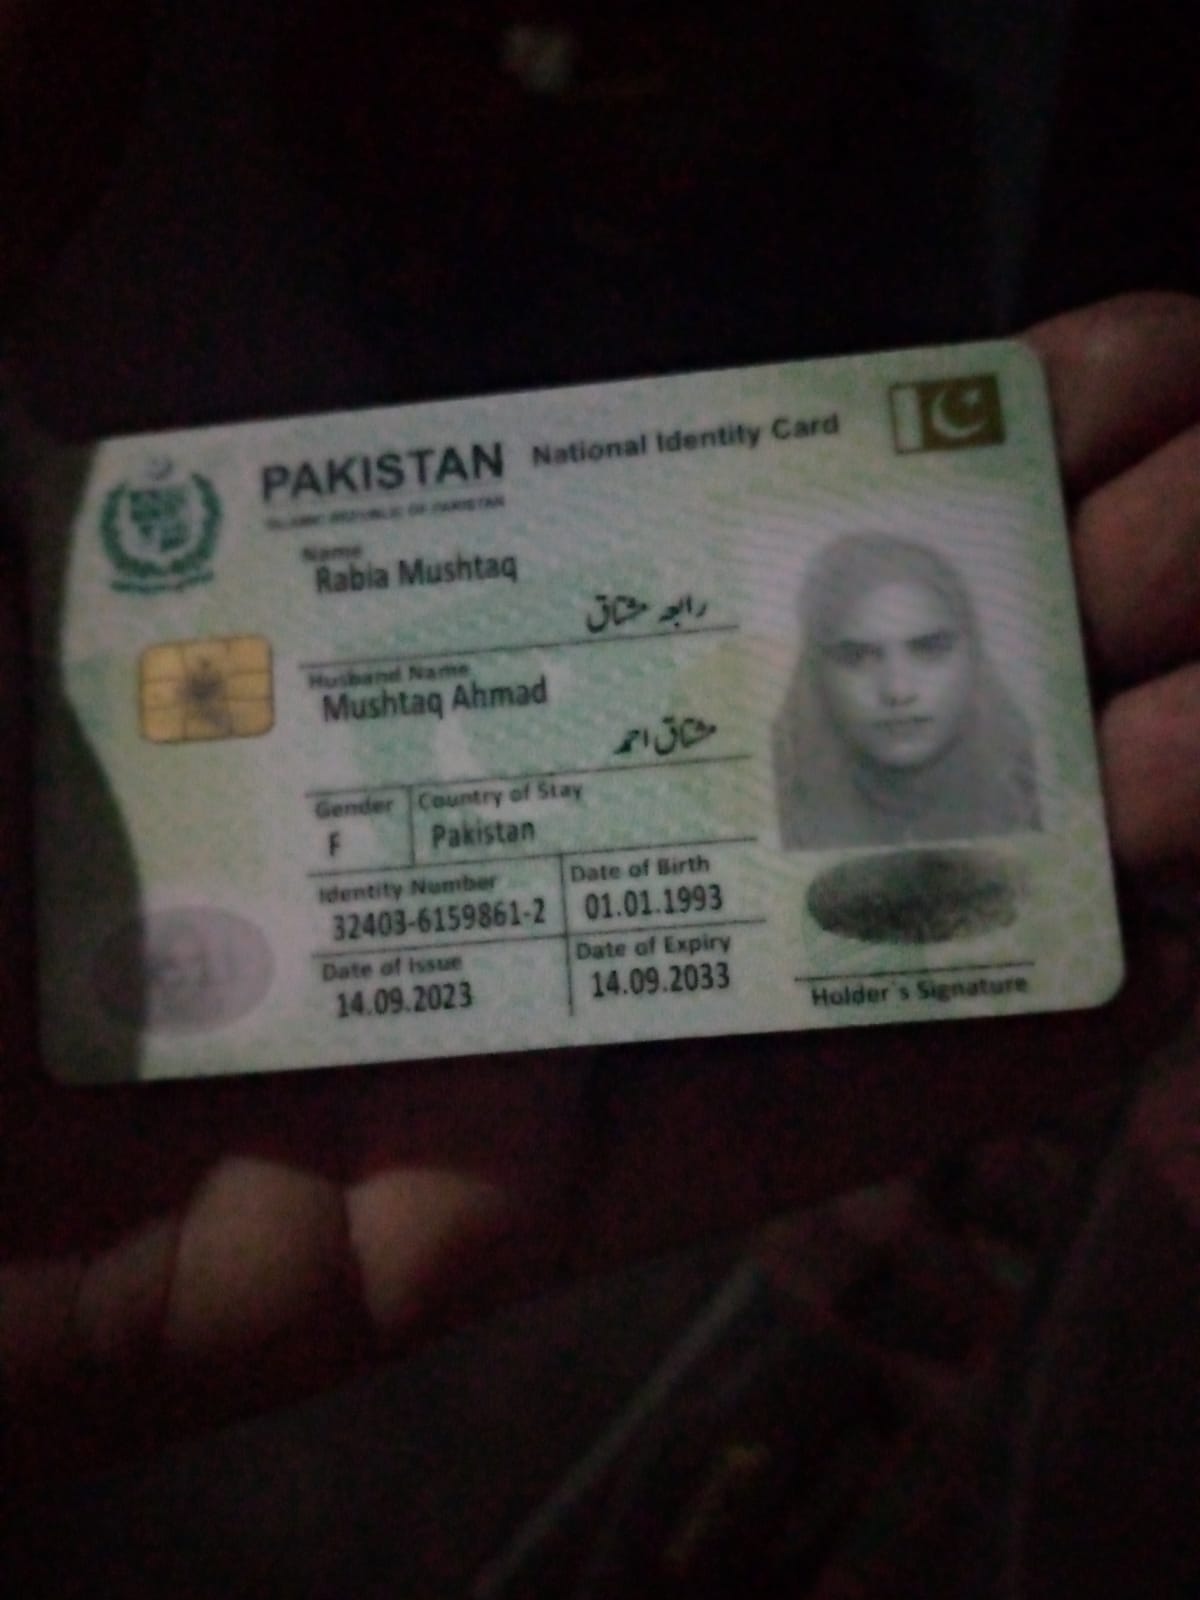 PAKISTAN National Identity Card
ISLAMIC REPUBLIC OF PAKISTAN
Name
Rabia Mushtaq
رابعہ مشتاق
Husband Name
Mushtaq Ahmad
مشتاق احمد
Gender Country of Stay
F Pakistan
Identity Number Date of Birth
32403-6159861-2 01.01.1993
Date of Issue Date of Expiry
14.09.2023 14.09.2033
Holder's Signature